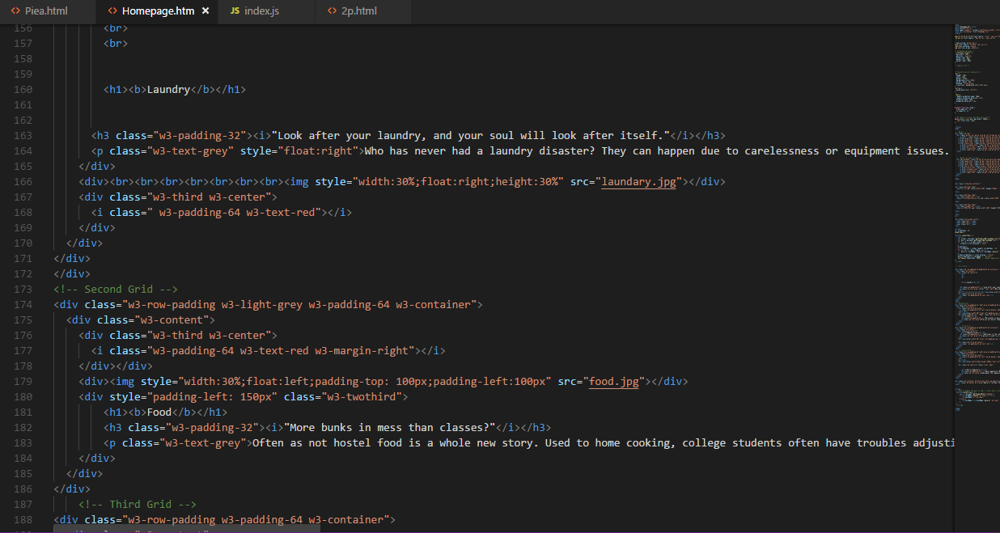 Piea.html Homepage.htm × JS index.js 2p.html
156 <br>
157 <br>
158
159
160 <h1><b>Laundry</b></h1>
161
162
163 <h3 class="w3-padding-32"><i>"Look after your laundry, and your soul will look after itself."</i></h3>
164 <p class="w3-text-grey" style="float:right">Who has never had a laundry disaster? They can happen due to carelessness or equipment issues.
165 </div>
166 <div><br><br><br><br><br><br><br><img style="width:30%;float:right;height:30%" src="laundary.jpg"></div>
167 <div class="w3-third w3-center">
168 <i class=" w3-padding-64 w3-text-red"></i>
169 </div>
170 </div>
171 </div>
172 </div>
173 <!-- Second Grid -->
174 <div class="w3-row-padding w3-light-grey w3-padding-64 w3-container">
175 <div class="w3-content">
176 <div class="w3-third w3-center">
177 <i class="w3-padding-64 w3-text-red w3-margin-right"></i>
178 </div></div>
179 <div><img style="width:30%;float:left;padding-top: 100px;padding-left:100px" src="food.jpg"></div>
180 <div style="padding-left: 150px" class="w3-twothird">
181 <h1><b>Food</b></h1>
182 <h3 class="w3-padding-32"><i>"More bunks in mess than classes?"</i></h3>
183 <p class="w3-text-grey">Often as not hostel food is a whole new story. Used to home cooking, college students often have troubles adjusti
184 </div>
185 </div>
186 </div>
187 <!-- Third Grid -->
188 <div class="w3-row-padding w3-padding-64 w3-container">